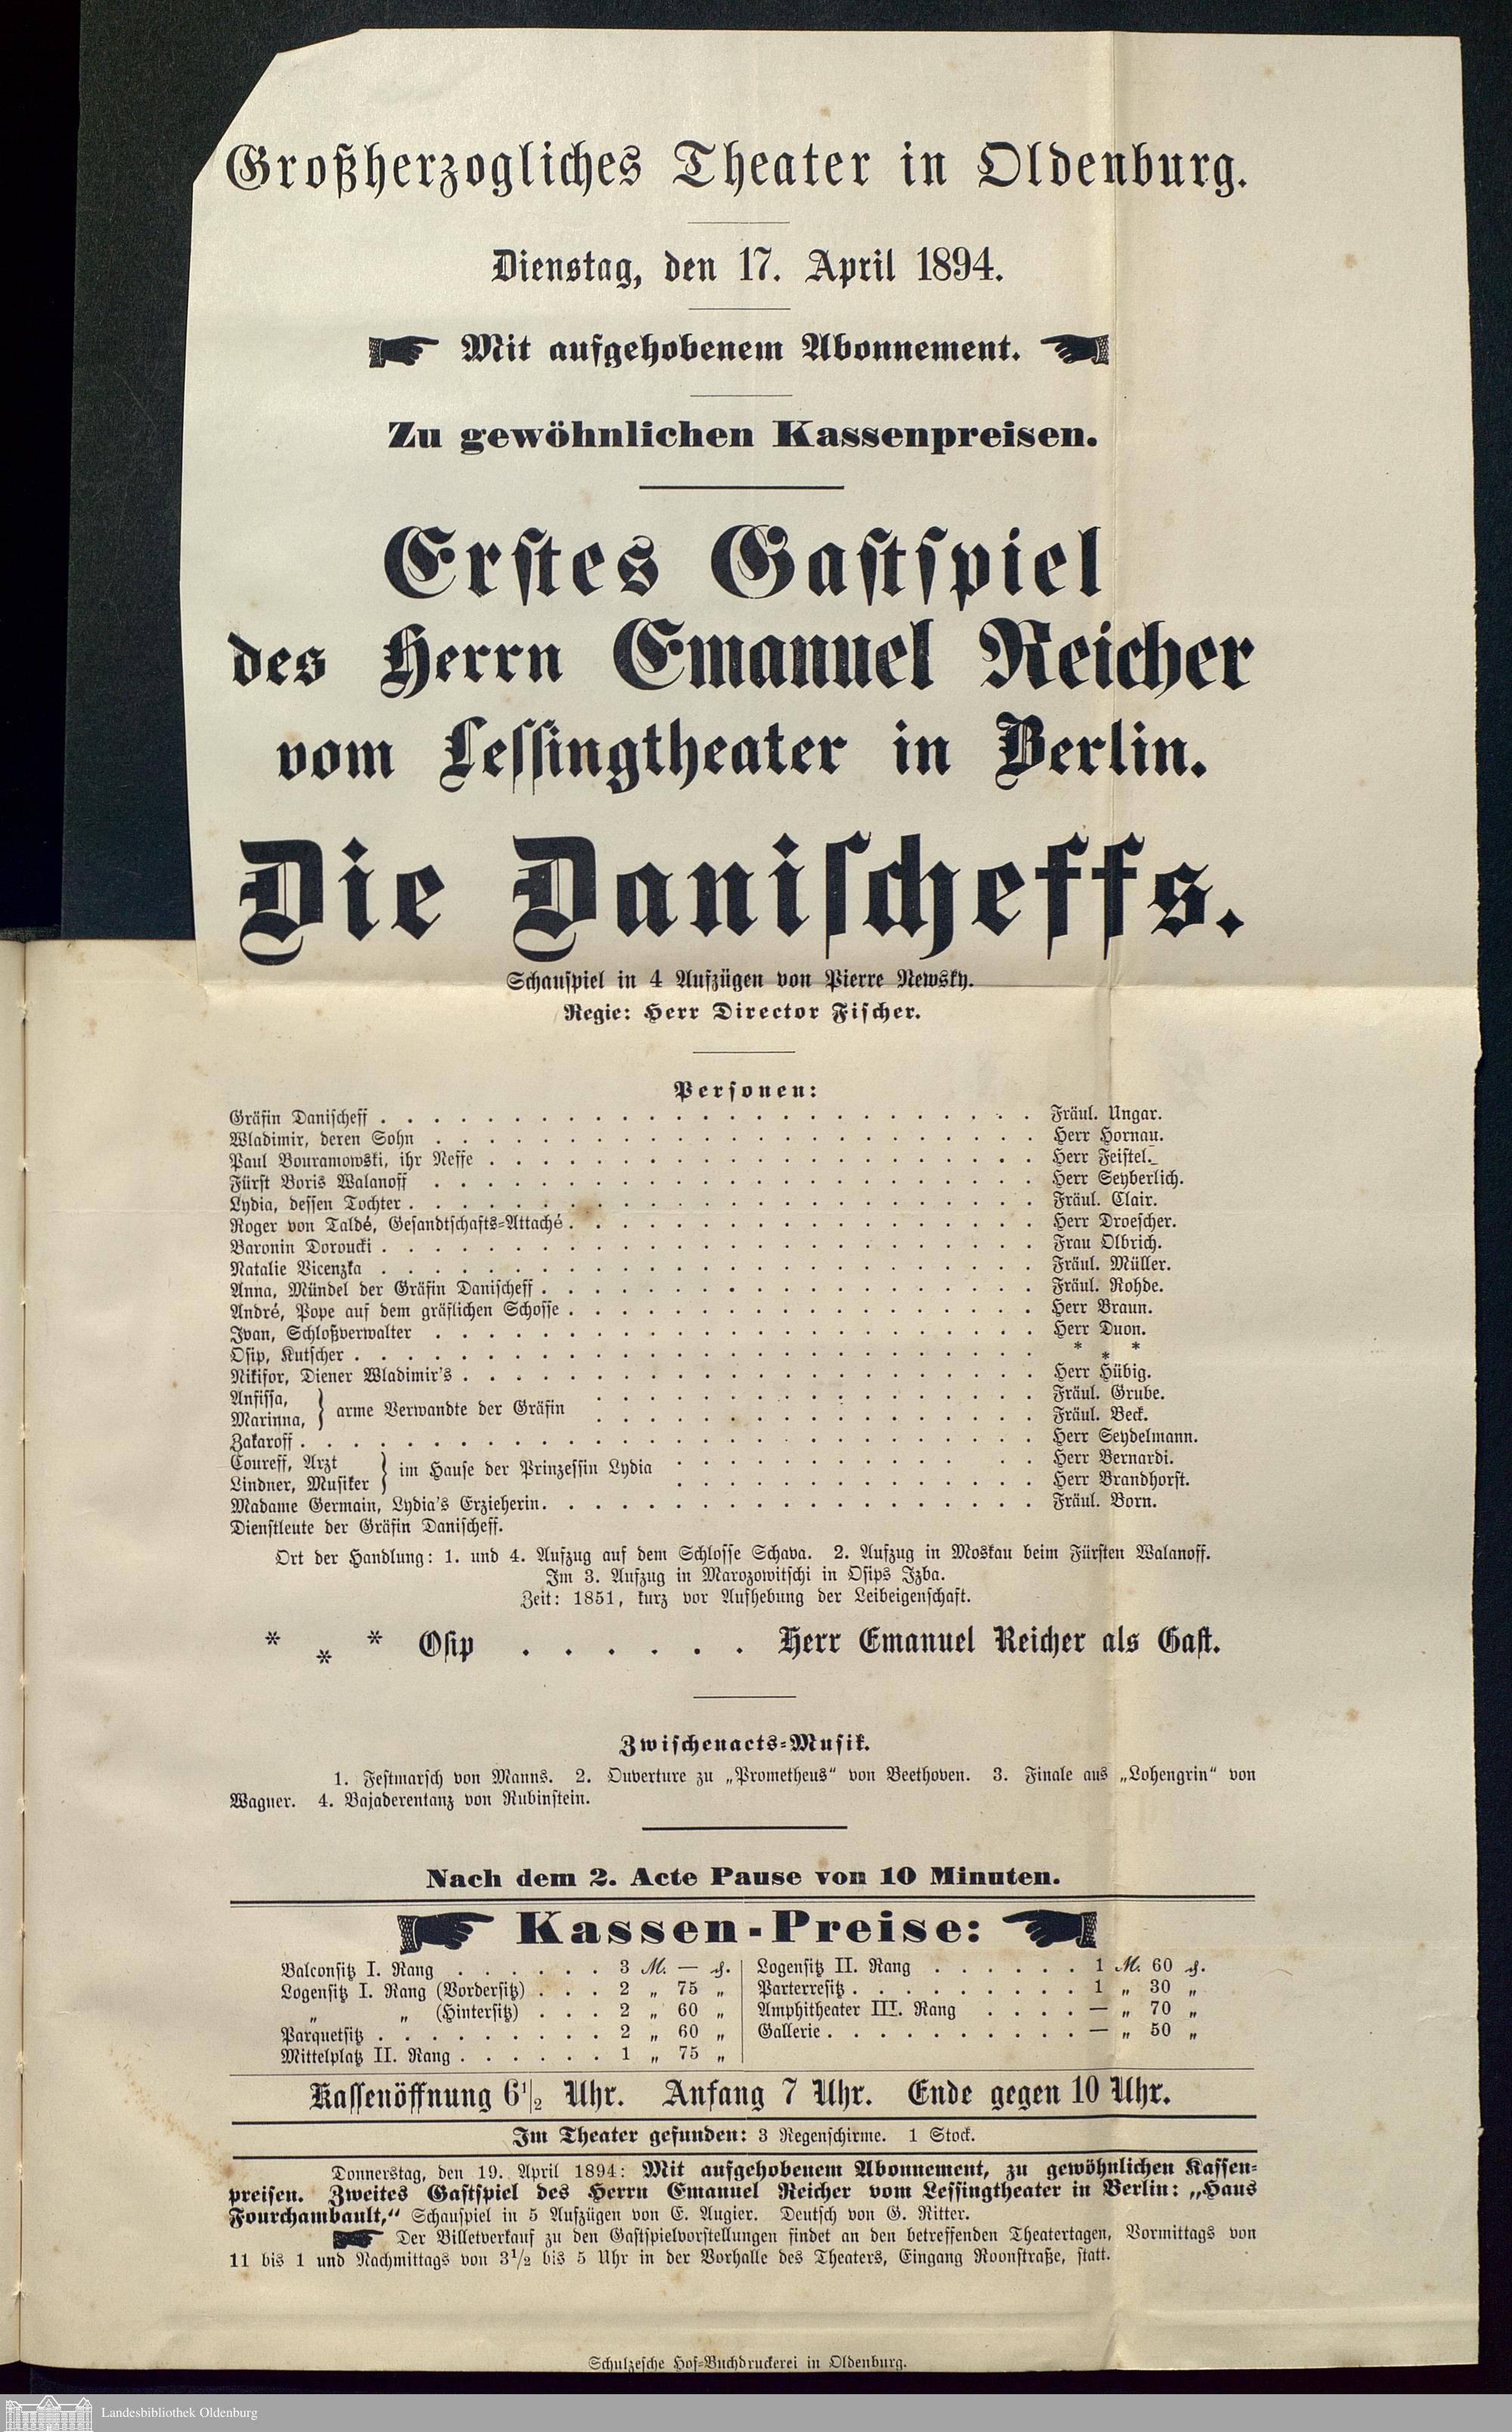 Großherzogliches Theater in Oldenburg.
Dienstag, den 17. April 1894.
Mit aufgehobenem Abonnement.
Zu gewöhnlichen Kassenpreisen.
Erstes Gastspiel
des Herrn Emanuel Reicher
vom Lessingtheater in Berlin.
Die Danischeffs.
Schauspiel in 4 Aufzügen von Pierre Newsky.
Regie: Herr Director Fischer.
Personen:
Gräfin Danischeff . . . . . Fräul. Ungar.
Wladimir, deren Sohn . . . . . Herr Hornau.
Paul Bouramowski, ihr Neffe . . . . . Herr Feistel.
Fürst Boris Walanoff . . . . . Herr Seyberlich.
Lydia, dessen Tochter . . . . . Fräul. Clair.
Roger von Taldé, Gesandtschafts-Attaché . . . . . Herr Droescher.
Baronin Doroucki . . . . . Frau Olbrich.
Natalie Vicenzka . . . . . Fräul. Müller.
Anna, Mündel der Gräfin Danischeff . . . . . Fräul. Rohde.
André, Pope auf dem gräflichen Schosse . . . . . Herr Braun.
Ivan, Schloßverwalter . . . . . Herr Duon.
Osip, Kutscher . . . . . * * *
Nikifor, Diener Wladimir's . . . . . Herr Hübig.
Anfissa, } arme Verwandte der Gräfin . . . . . Fräul. Grube.
Marinna, } . . . . . Fräul. Beck.
Zakaroff . . . . . Herr Seydelmann.
Coureff, Arzt } im Hause der Prinzessin Lydia . . . . . Herr Bernardi.
Lindner, Musiker } . . . . . Herr Brandhorst.
Madame Germain, Lydia's Erzieherin . . . . . Fräul. Born.
Dienstleute der Gräfin Danischeff.
Ort der Handlung: 1. und 4. Aufzug auf dem Schlosse Schava. 2. Aufzug in Moskau beim Fürsten Walanoff.
Im 3. Aufzug in Marozowitschi in Osips Izba.
Zeit: 1851, kurz vor Aufhebung der Leibeigenschaft.
* * * Osip . . . . . . Herr Emanuel Reicher als Gast.
Zwischenacts-Musik.
1. Festmarsch von Manns. 2. Ouverture zu „Prometheus“ von Beethoven. 3. Finale aus „Lohengrin“ von
Wagner. 4. Bajaderentanz von Rubinstein.
Nach dem 2. Acte Pause von 10 Minuten.
Kassen-Preise:
Balconsitz I. Rang . . . . . . 3 M. — ₰. Logensitz II. Rang . . . . . . 1 M. 60 ₰.
Logensitz I. Rang (Vordersitz) . . . 2 „ 75 „ Parterresitz . . . . . . 1 „ 30 „
„ „ (Hintersitz) . . . 2 „ 60 „ Amphitheater III. Rang . . . . — „ 70 „
Parquetsitz . . . . . . 2 „ 60 „ Gallerie . . . . . . — „ 50 „
Mittelplatz II. Rang . . . . . . 1 „ 75 „
Kassenöffnung 6 1/2 Uhr. Anfang 7 Uhr. Ende gegen 10 Uhr.
Im Theater gefunden: 3 Regenschirme. 1 Stock.
Donnerstag, den 19. April 1894: Mit aufgehobenem Abonnement, zu gewöhnlichen Kassen-
preisen. Zweites Gastspiel des Herrn Emanuel Reicher vom Lessingtheater in Berlin: „Haus
Fourchambault,“ Schauspiel in 5 Aufzügen von E. Augier. Deutsch von G. Ritter.
Der Billetverkauf zu den Gastspielvorstellungen findet an den betreffenden Theatertagen, Vormittags von
11 bis 1 und Nachmittags von 3 1/2 bis 5 Uhr in der Vorhalle des Theaters, Eingang Roonstraße, statt.
Schulzesche Hof-Buchdruckerei in Oldenburg.
Landesbibliothek Oldenburg